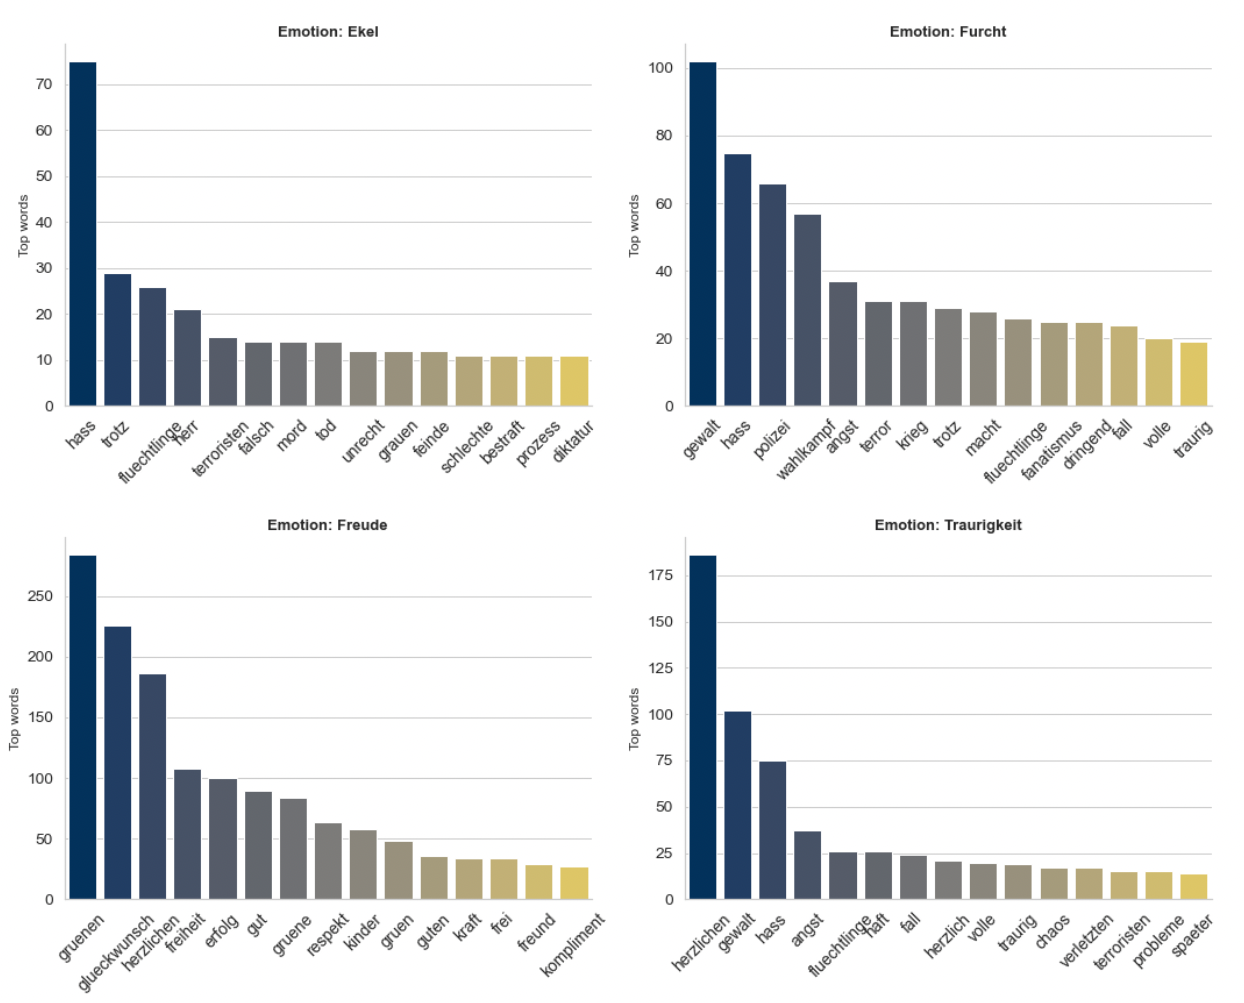 Emotion: Ekel
Top words
70
60
50
40
30
20
10
0
hass trotz fluechtlinge herr terroristen falsch mord tod unrecht grauen feinde schlechte bestraft prozess diktatur
Emotion: Furcht
Top words
100
80
60
40
20
0
gewalt hass polizei wahlkampf angst terror krieg trotz macht fluechtlinge fanatismus dringend fall volle traurig
Emotion: Freude
Top words
250
200
150
100
50
0
gruenen glueckwunsch herzlichen freiheit erfolg gut gruene respekt kinder gruen guten kraft frei freund kompliment
Emotion: Traurigkeit
Top words
175
150
125
100
75
50
25
0
herzlichen gewalt hass angst fluechtlinge haft fall herzlich volle traurig chaos verletzten terroristen probleme spaeter